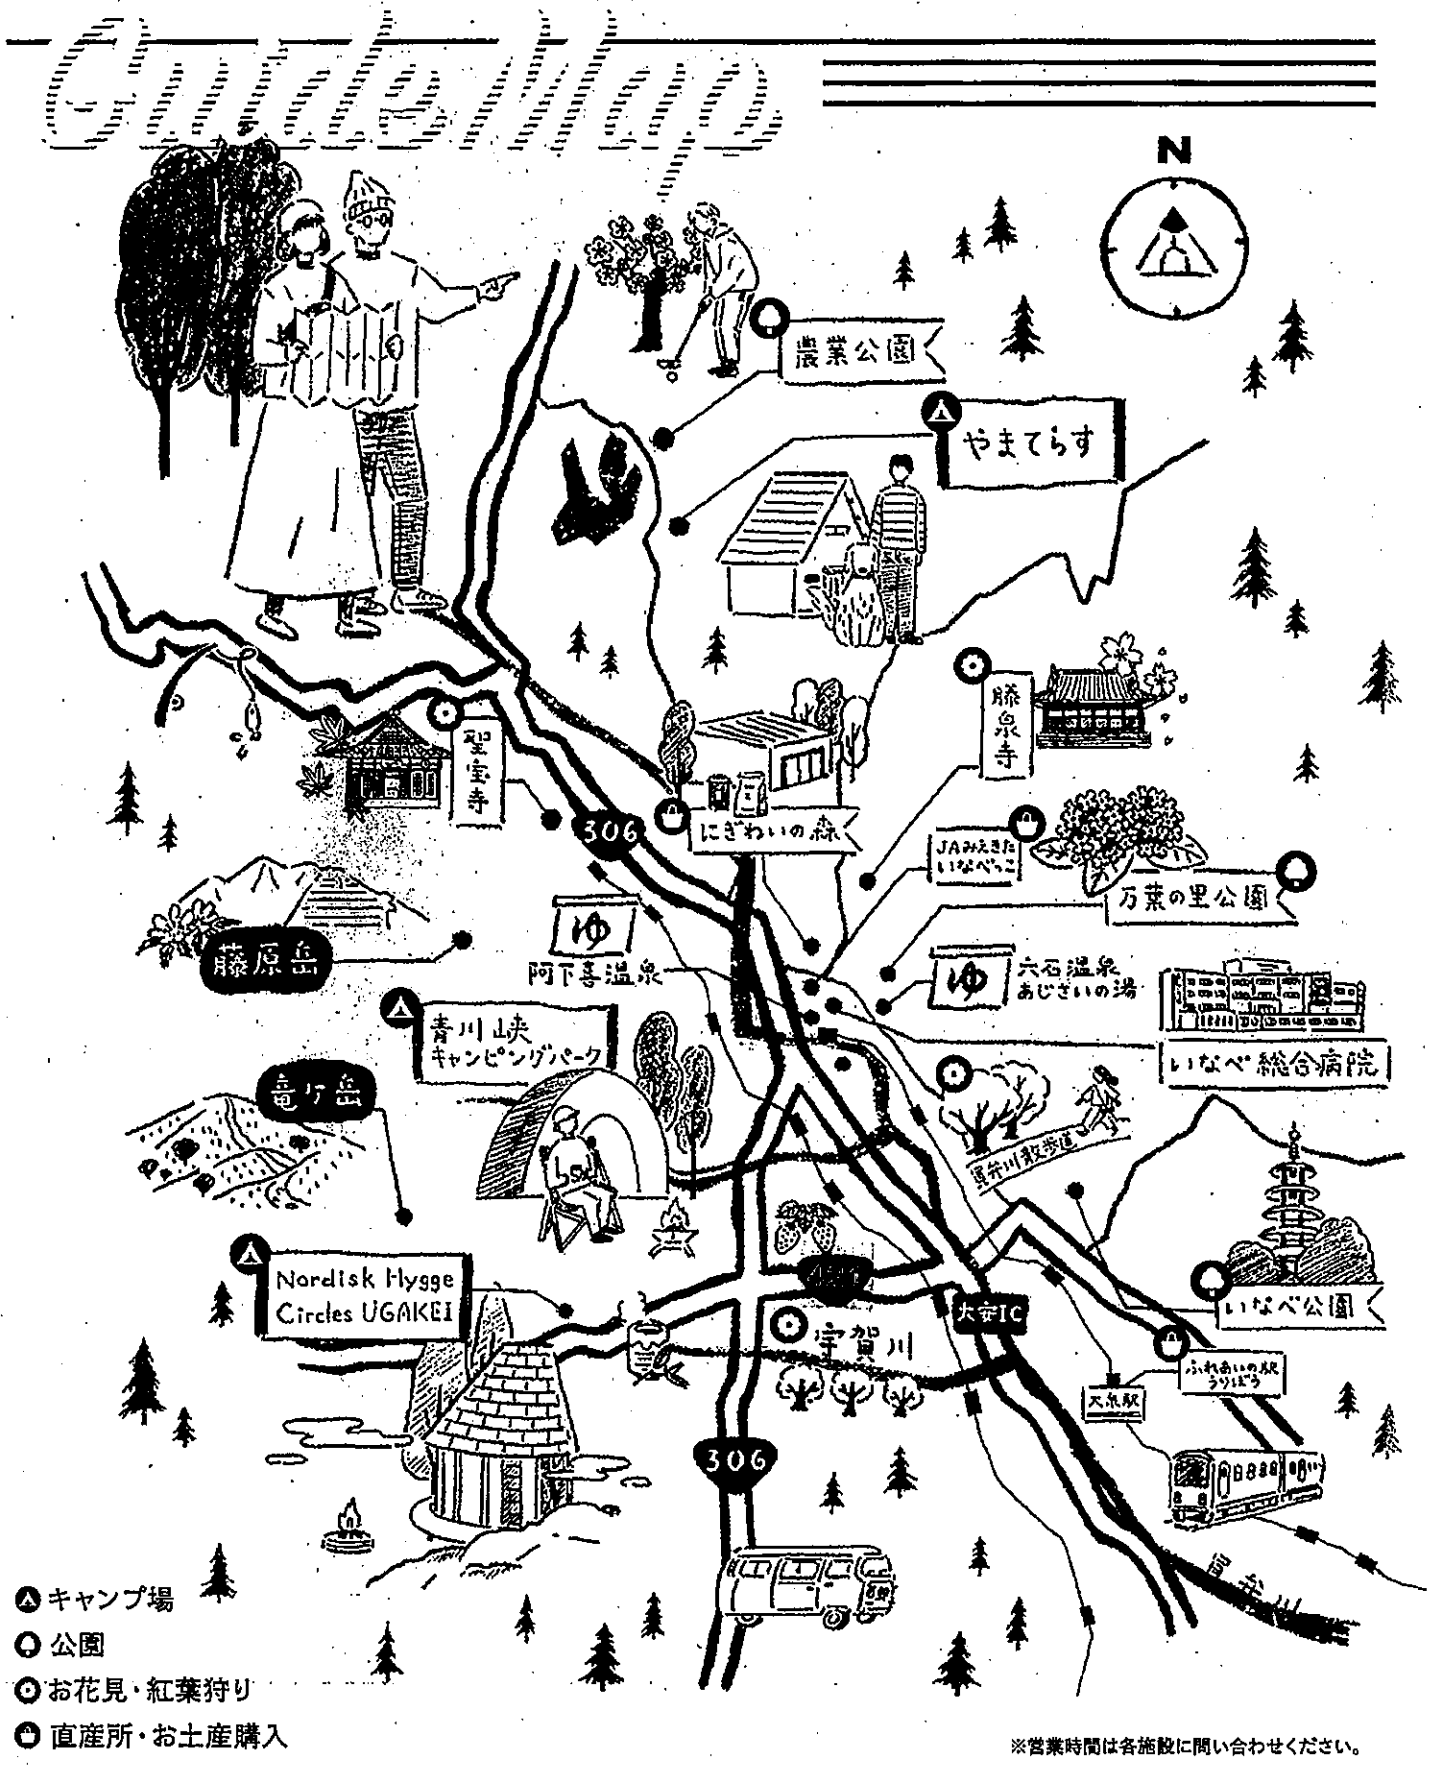 Guide Map
N
農業公園
やまてらす
藤泉寺
聖宝寺
306
にぎわいの森
JAみえきた
いなべっこ
万葉の里公園
ゆ
阿下喜温泉
藤原岳
ゆ
六石温泉
あじさいの湯
青川峡
キャンピングパーク
いなべ総合病院
竜ヶ岳
員弁川散歩道
Nordisk Hygge
Circles UGAKEI
いなべ公園
大安IC
宇賀川
ふれあいの駅
うりぼう
大泉駅
306
員弁川
キャンプ場
公園
お花見・紅葉狩り
直産所・お土産購入
※営業時間は各施設に問い合わせください。